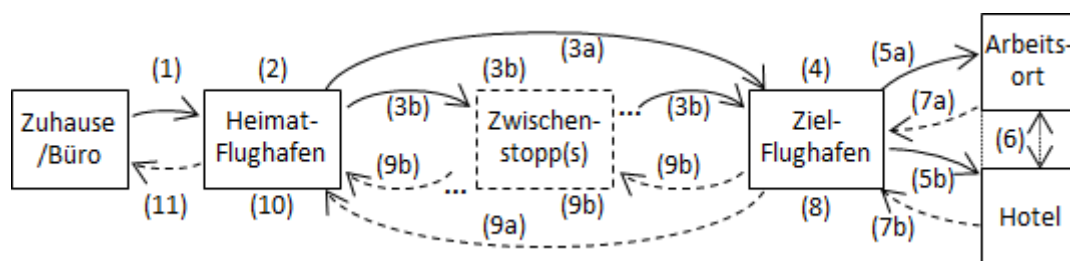 (1)
Zuhause
/Büro
(11)
(2)
Heimat-
Flughafen
(10)
(3a)
(3b)
(3b)
...
(3b)
Zwischen-
stopp(s)
(9b)
...
(9b)
(9b)
(9a)
(4)
Ziel-
Flughafen
(8)
(5a)
(7a)
(5b)
(7b)
Arbeits-
ort
(6)
Hotel